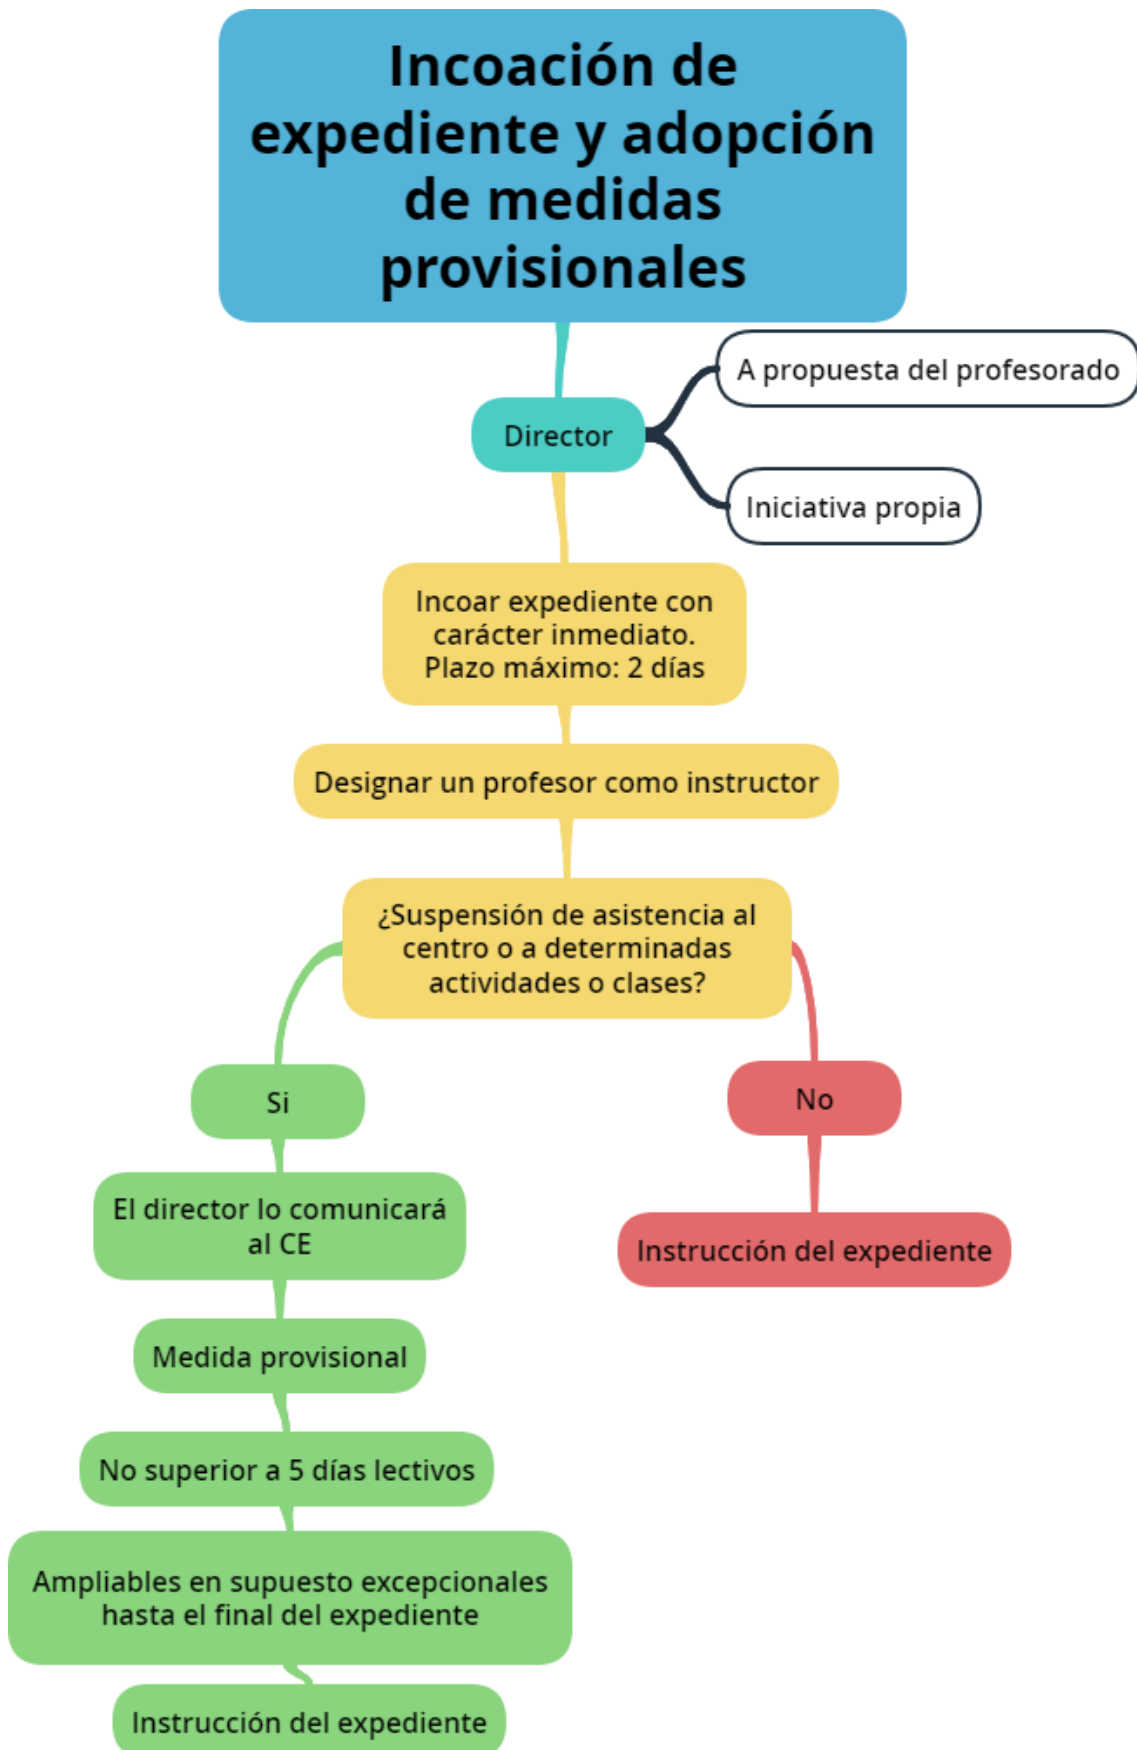 Incoación de
expediente y adopción
de medidas
provisionales
A propuesta del profesorado
Director
Iniciativa propia
Incoar expediente con
carácter inmediato.
Plazo máximo: 2 días
Designar un profesor como instructor
¿Suspensión de asistencia al
centro o a determinadas
actividades o clases?
Si
No
El director lo comunicará
al CE
Instrucción del expediente
Medida provisional
No superior a 5 días lectivos
Ampliables en supuesto excepcionales
hasta el final del expediente
Instrucción del expediente